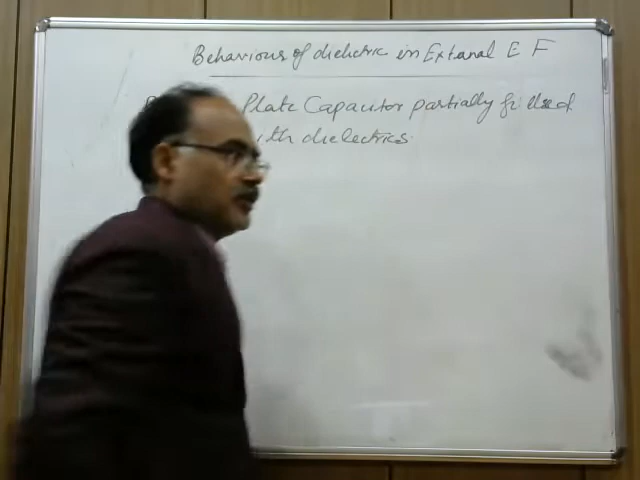 Behaviours of dielectric in External E F
Plate Capacitor partially filled
with dielectrics.